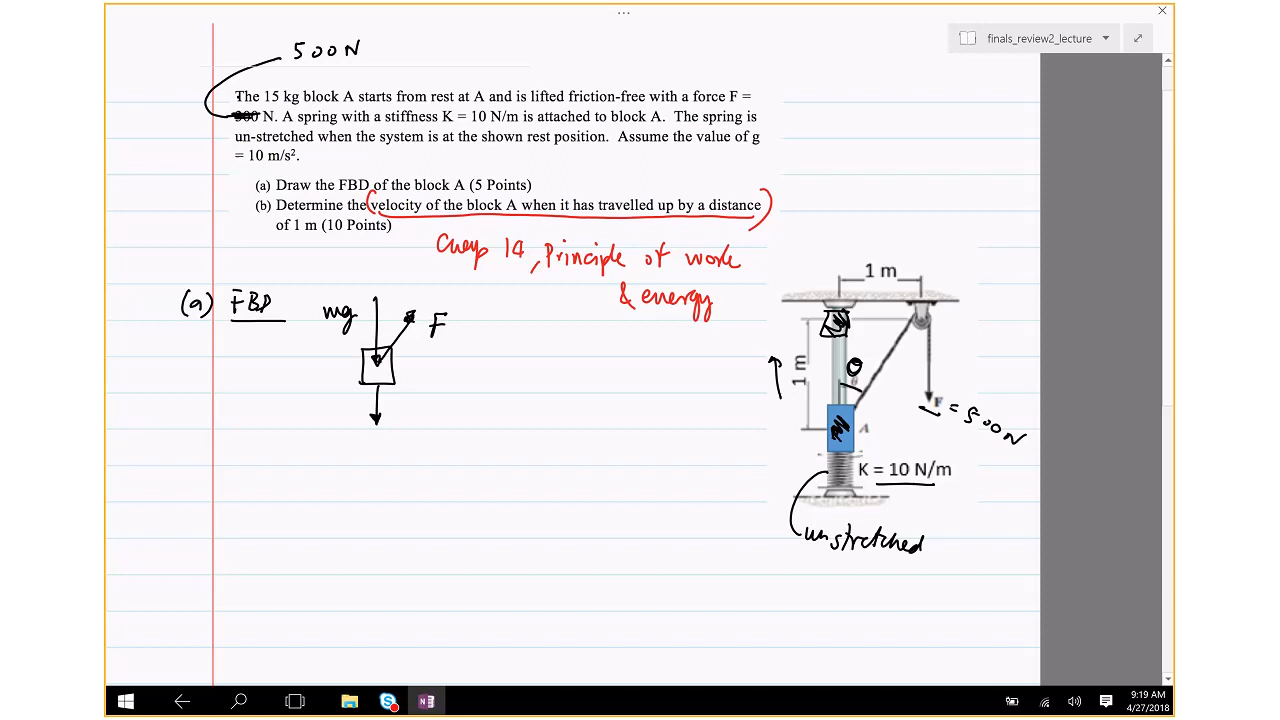 ...
finals_review2_lecture
500N
The 15 kg block A starts from rest at A and is lifted friction-free with a force F =
N. A spring with a stiffness K = 10 N/m is attached to block A. The spring is
un-stretched when the system is at the shown rest position. Assume the value of g
= 10 m/s².
(a) Draw the FBD of the block A (5 Points)
(b) Determine the velocity of the block A when it has travelled up by a distance
of 1 m (10 Points)
Chap 14, Principle of work
& energy
(a) FBD
mg
F
1 m
1 m
θ
F = 500N
A
K = 10 N/m
unstretched
9:19 AM
4/27/2018